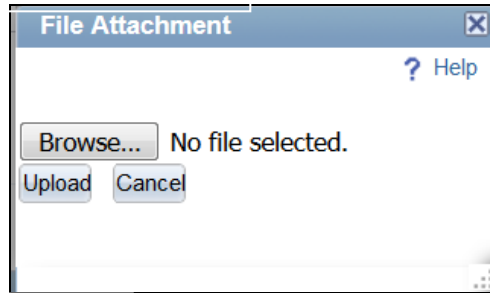 File Attachment
? Help
Browse... No file selected.
Upload Cancel